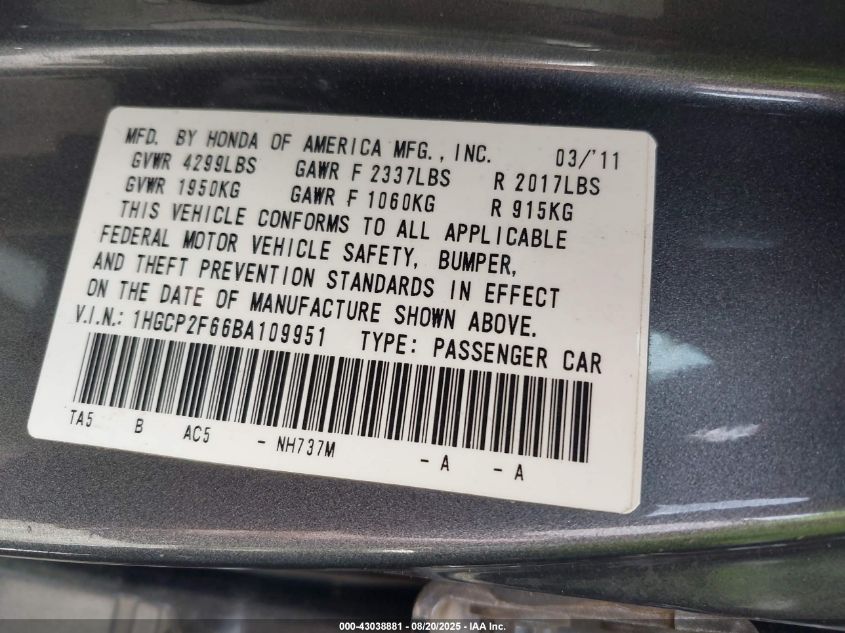 MFD. BY HONDA OF AMERICA MFG., INC. 03/'11
GVWR 4299LBS GAWR F 2337LBS R 2017LBS
GVWR 1950KG GAWR F 1060KG R 915KG
THIS VEHICLE CONFORMS TO ALL APPLICABLE
FEDERAL MOTOR VEHICLE SAFETY, BUMPER,
AND THEFT PREVENTION STANDARDS IN EFFECT
ON THE DATE OF MANUFACTURE SHOWN ABOVE.
V.I.N.: 1HGCP2F66BA109951 TYPE: PASSENGER CAR
TA5 B AC5 - NH737M - A - A
000-43038881 - 08/20/2025 - IAA Inc.